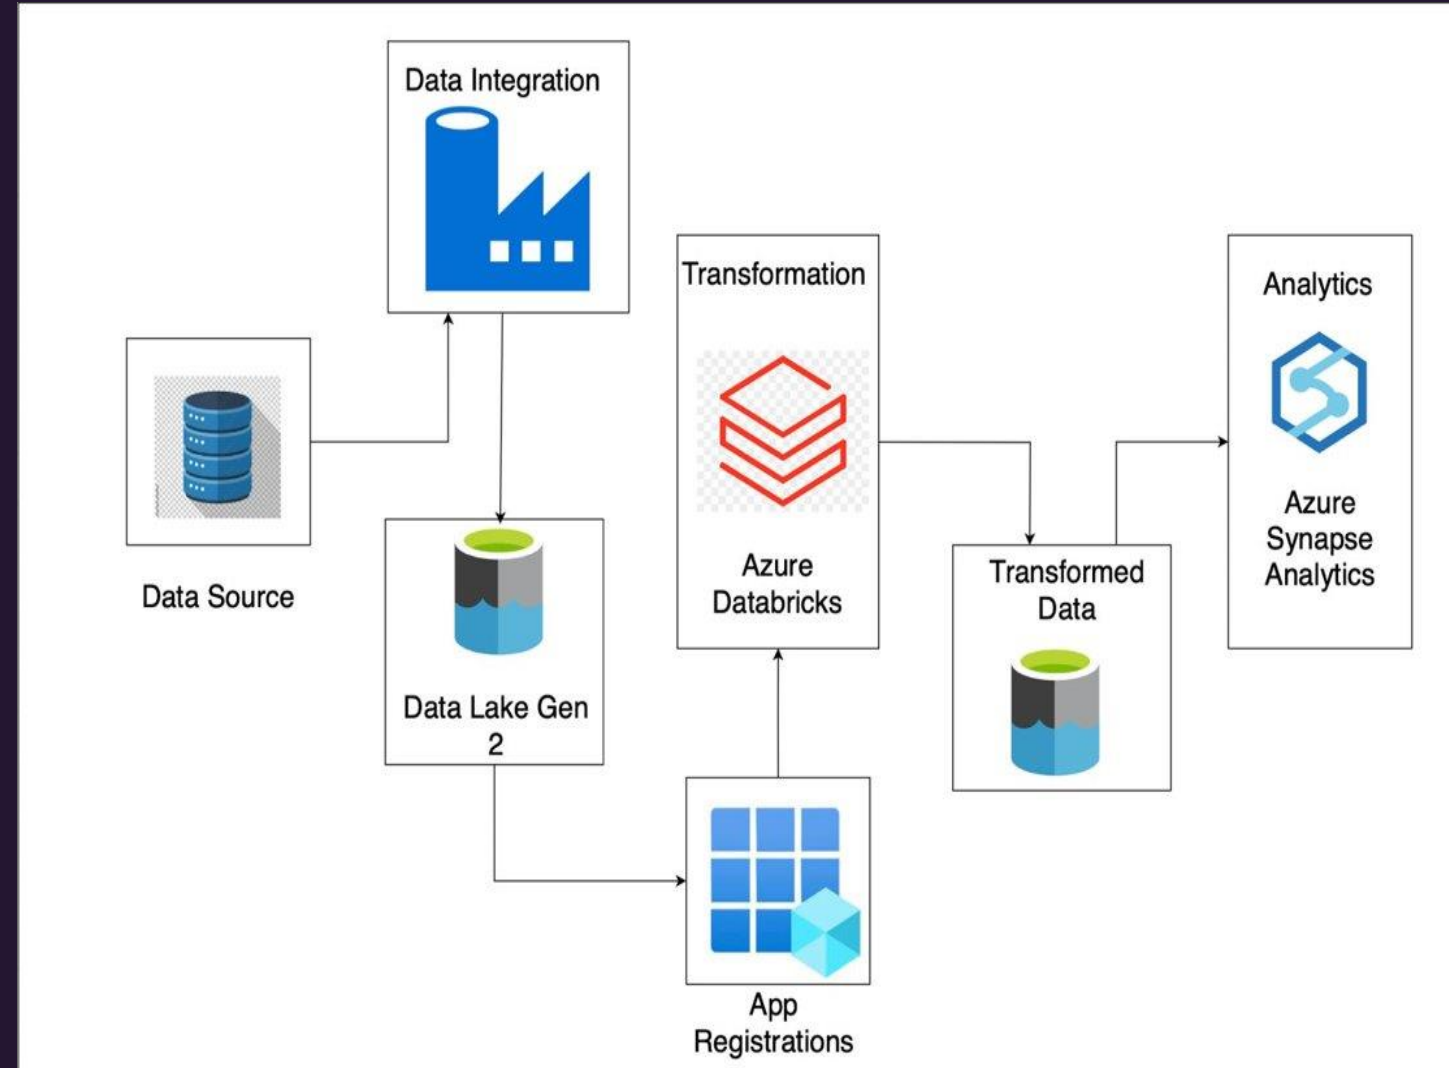 Data Integration
Data Source
Data Lake Gen
2
Transformation
Azure
Databricks
App
Registrations
Transformed
Data
Analytics
Azure
Synapse
Analytics